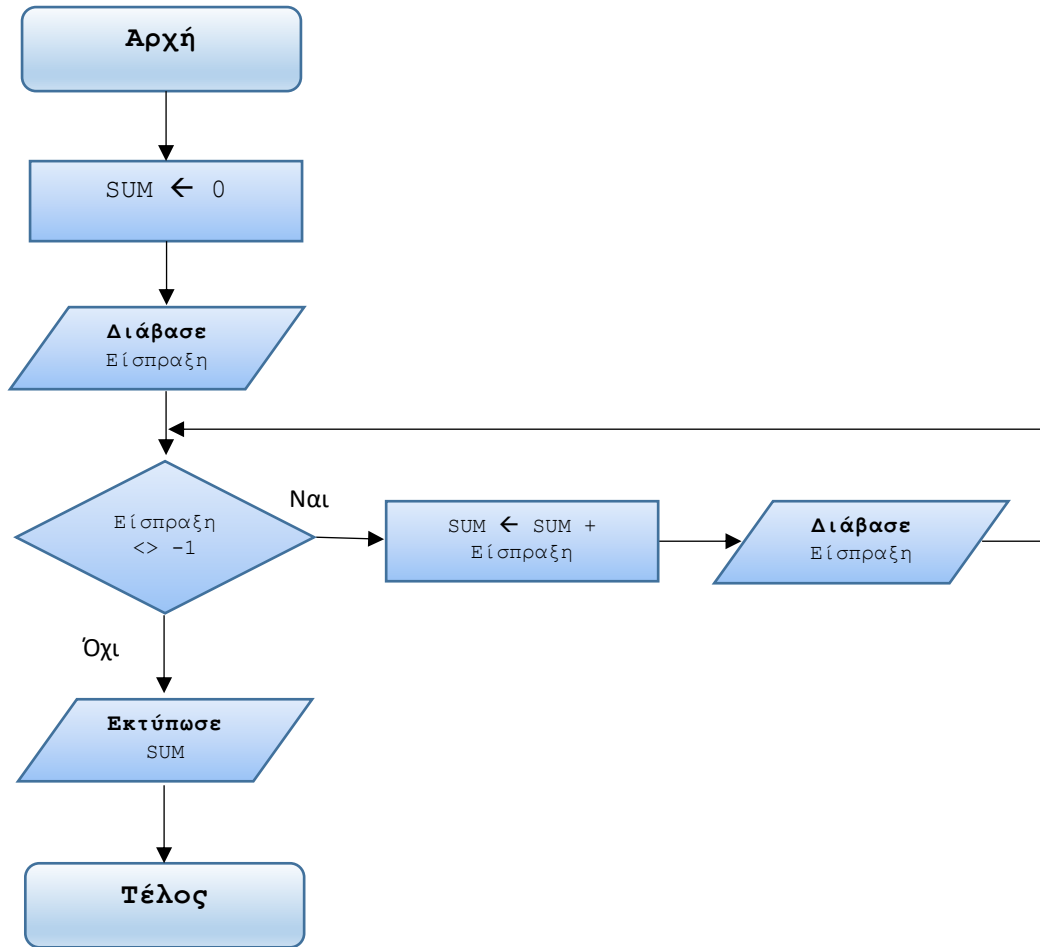 Αρχή
SUM ← 0
Διάβασε
Είσπραξη
Είσπραξη
<> -1
Ναι
SUM ← SUM +
Είσπραξη
Διάβασε
Είσπραξη
Όχι
Εκτύπωσε
SUM
Τέλος